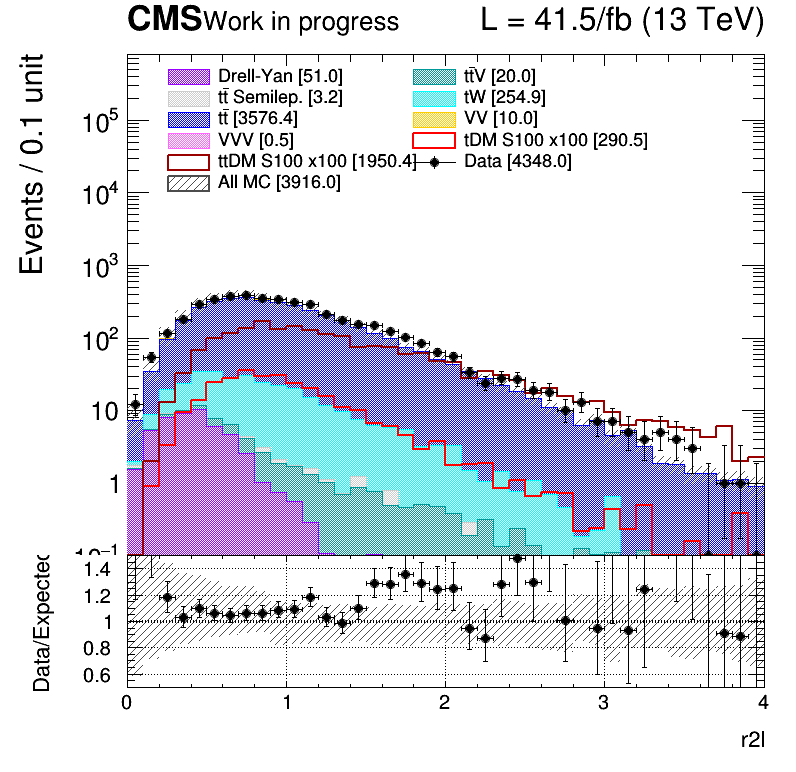 CMS Work in progress L = 41.5/fb (13 TeV)
Events / 0.1 unit
Drell-Yan [51.0] tt̄V [20.0]
tt̄ Semilep. [3.2] tW [254.9]
tt̄ [3576.4] VV [10.0]
VVV [0.5] tDM S100 x100 [290.5]
ttDM S100 x100 [1950.4] Data [4348.0]
All MC [3916.0]
10⁵
10⁴
10³
10²
10
1
10⁻¹
Data/Expected
1.4
1.2
1
0.8
0.6
0 1 2 3 4
r2l